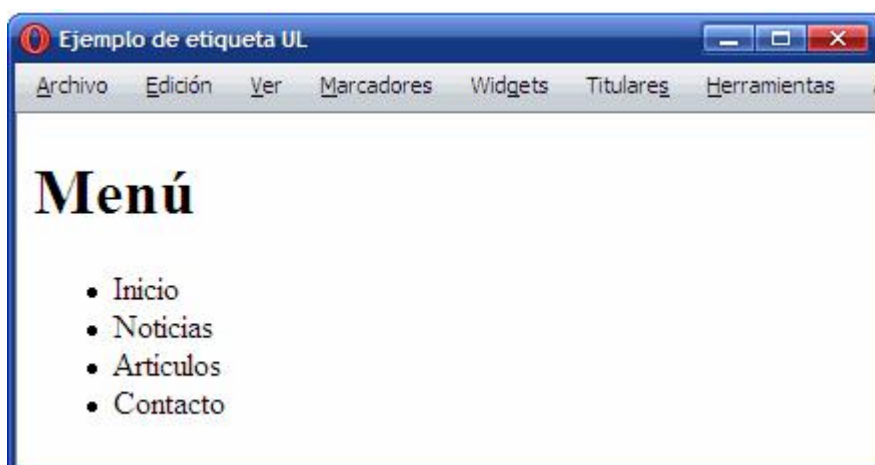 Ejemplo de etiqueta UL
Archivo Edición Ver Marcadores Widgets Titulares Herramientas
Menú
Inicio
Noticias
Artículos
Contacto